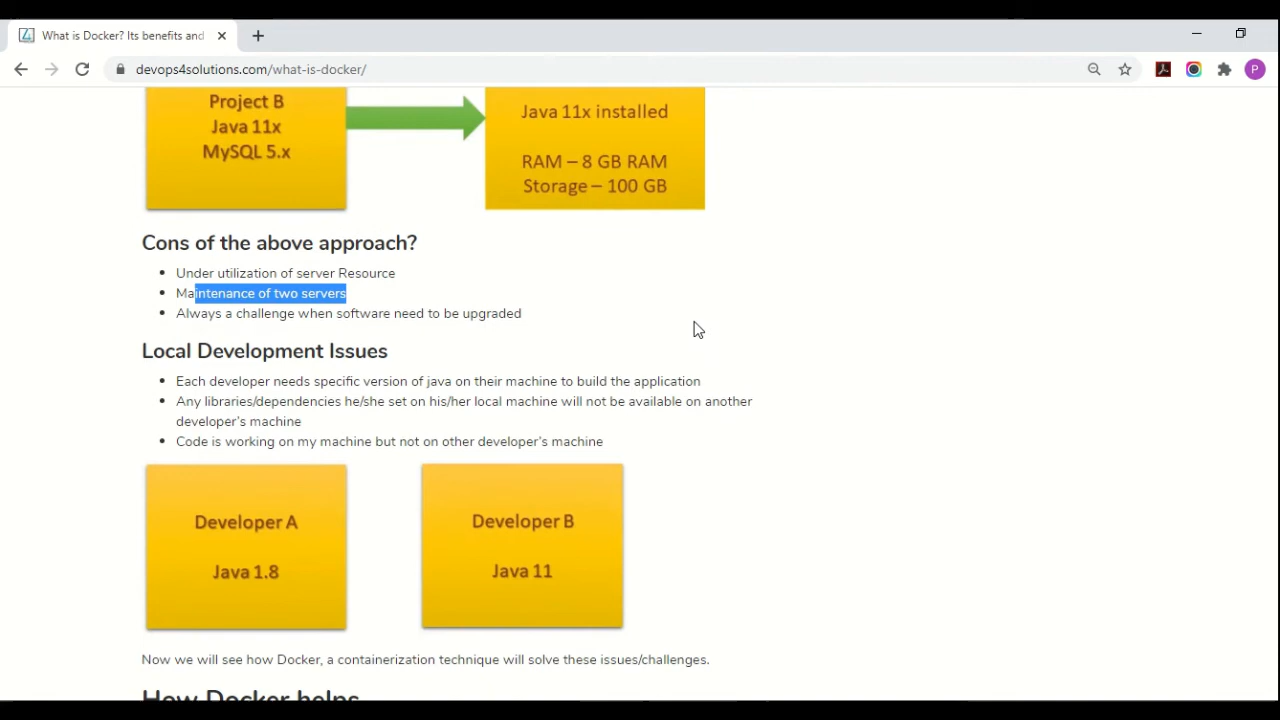 What is Docker? Its benefits and
devops4solutions.com/what-is-docker/
P
Project B
Java 11x
MySQL 5.x
Java 11x installed
RAM – 8 GB RAM
Storage – 100 GB
Cons of the above approach?
Under utilization of server Resource
Maintenance of two servers
Always a challenge when software need to be upgraded
Local Development Issues
Each developer needs specific version of java on their machine to build the application
Any libraries/dependencies he/she set on his/her local machine will not be available on another
developer's machine
Code is working on my machine but not on other developer's machine
Developer A
Java 1.8
Developer B
Java 11
Now we will see how Docker, a containerization technique will solve these issues/challenges.
How Docker helps